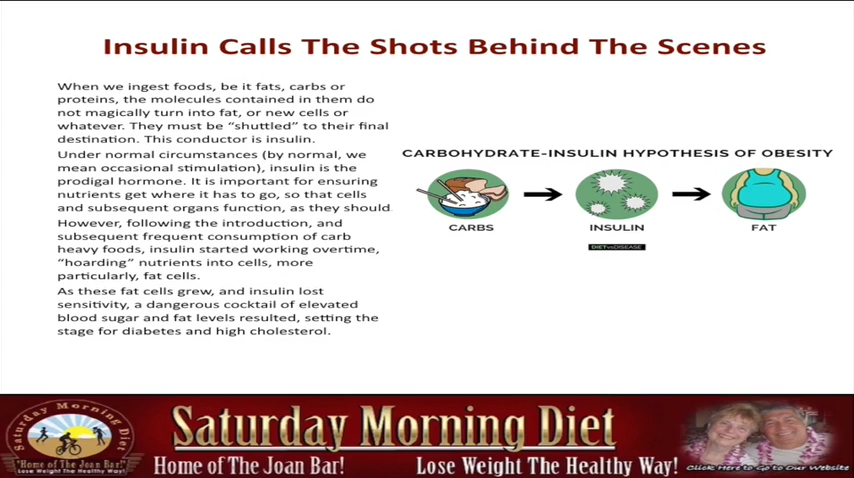 Insulin Calls The Shots Behind The Scenes
When we ingest foods, be it fats, carbs or
proteins, the molecules contained in them do
not magically turn into fat, or new cells or
whatever. They must be “shuttled” to their final
destination. This conductor is insulin.
Under normal circumstances (by normal, we
mean occasional stimulation), insulin is the
prodigal hormone. It is important for ensuring
nutrients get where it has to go, so that cells
and subsequent organs function, as they should.
However, following the introduction, and
subsequent frequent consumption of carb
heavy foods, insulin started working overtime,
“hoarding” nutrients into cells, more
particularly, fat cells.
As these fat cells grew, and insulin lost
sensitivity, a dangerous cocktail of elevated
blood sugar and fat levels resulted, setting the
stage for diabetes and high cholesterol.
CARBOHYDRATE-INSULIN HYPOTHESIS OF OBESITY
CARBS
INSULIN
FAT
DIETvsDISEASE
Saturday Morning Diet
"Home of The Joan Bar!"
Lose Weight The Healthy Way!
Saturday Morning Diet
Home of The Joan Bar!
Lose Weight The Healthy Way!
Click Here to Go to Our Website